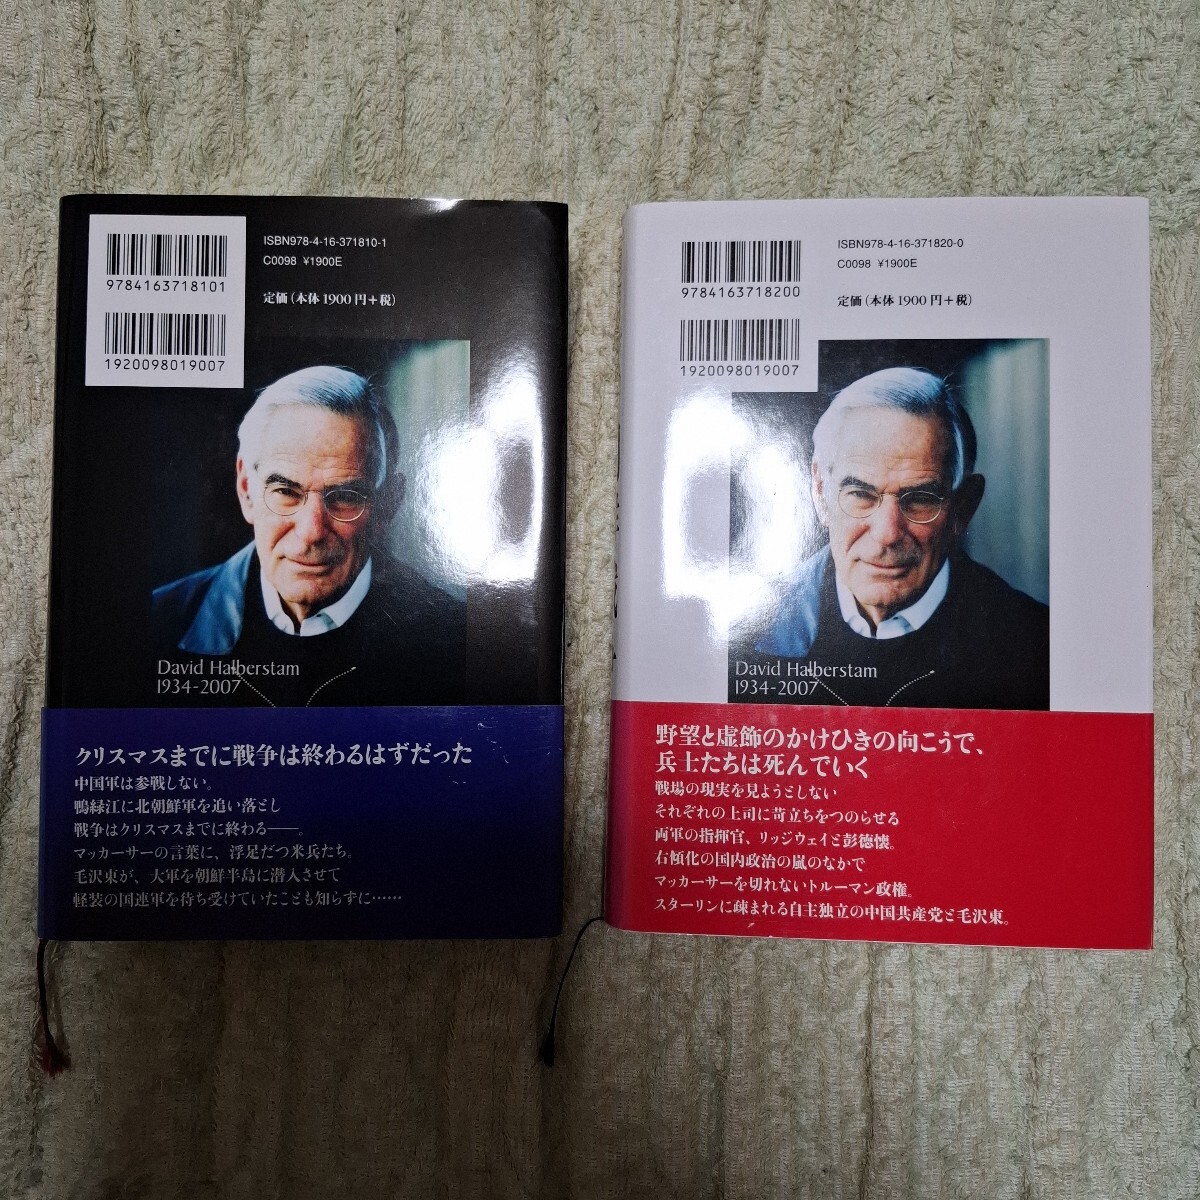 ISBN978-4-16-371810-1
C0098 ¥1900E
定価(本体1900円+税)
9784163718101
1920098019007
David Halberstam
1934-2007
クリスマスまでに戦争は終わるはずだった
中国軍は参戦しない。
鴨緑江に北朝鮮軍を追い落とし
戦争はクリスマスまでに終わる——。
マッカーサーの言葉に、浮足だつ米兵たち。
毛沢東が、大軍を朝鮮半島に潜入させて
軽装の国連軍を待ち受けていたことも知らずに……
ISBN978-4-16-371820-0
C0098 ¥1900E
定価(本体1900円+税)
9784163718200
1920098019007
David Halberstam
1934-2007
野望と虚飾のかけひきの向こうで、
兵士たちは死んでいく
戦場の現実を見ようとしない
それぞれの上司に苛立ちをつのらせる
両軍の指揮官、リッジウェイと彭徳懐。
右傾化の国内政治の嵐のなかで
マッカーサーを切れないトルーマン政権。
スターリンに疎まれる自主独立の中国共産党と毛沢東。